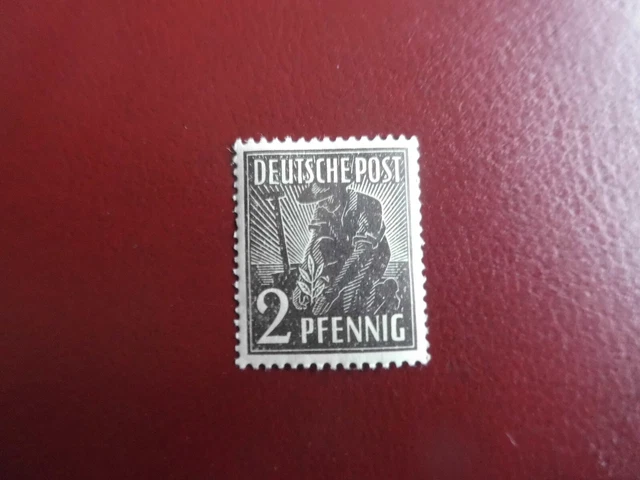 DEUTSCHE POST
2 PFENNIG